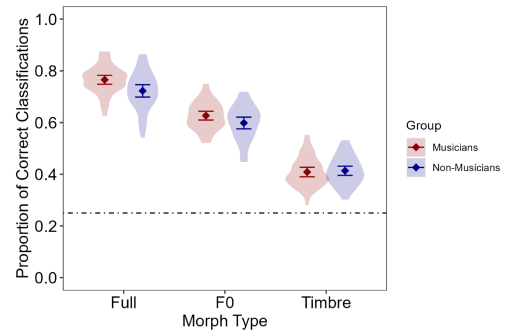 Proportion of Correct Classifications
1.0
0.8
0.6
0.4
0.2
0.0
Full F0 Timbre
Morph Type
Group
Musicians
Non-Musicians